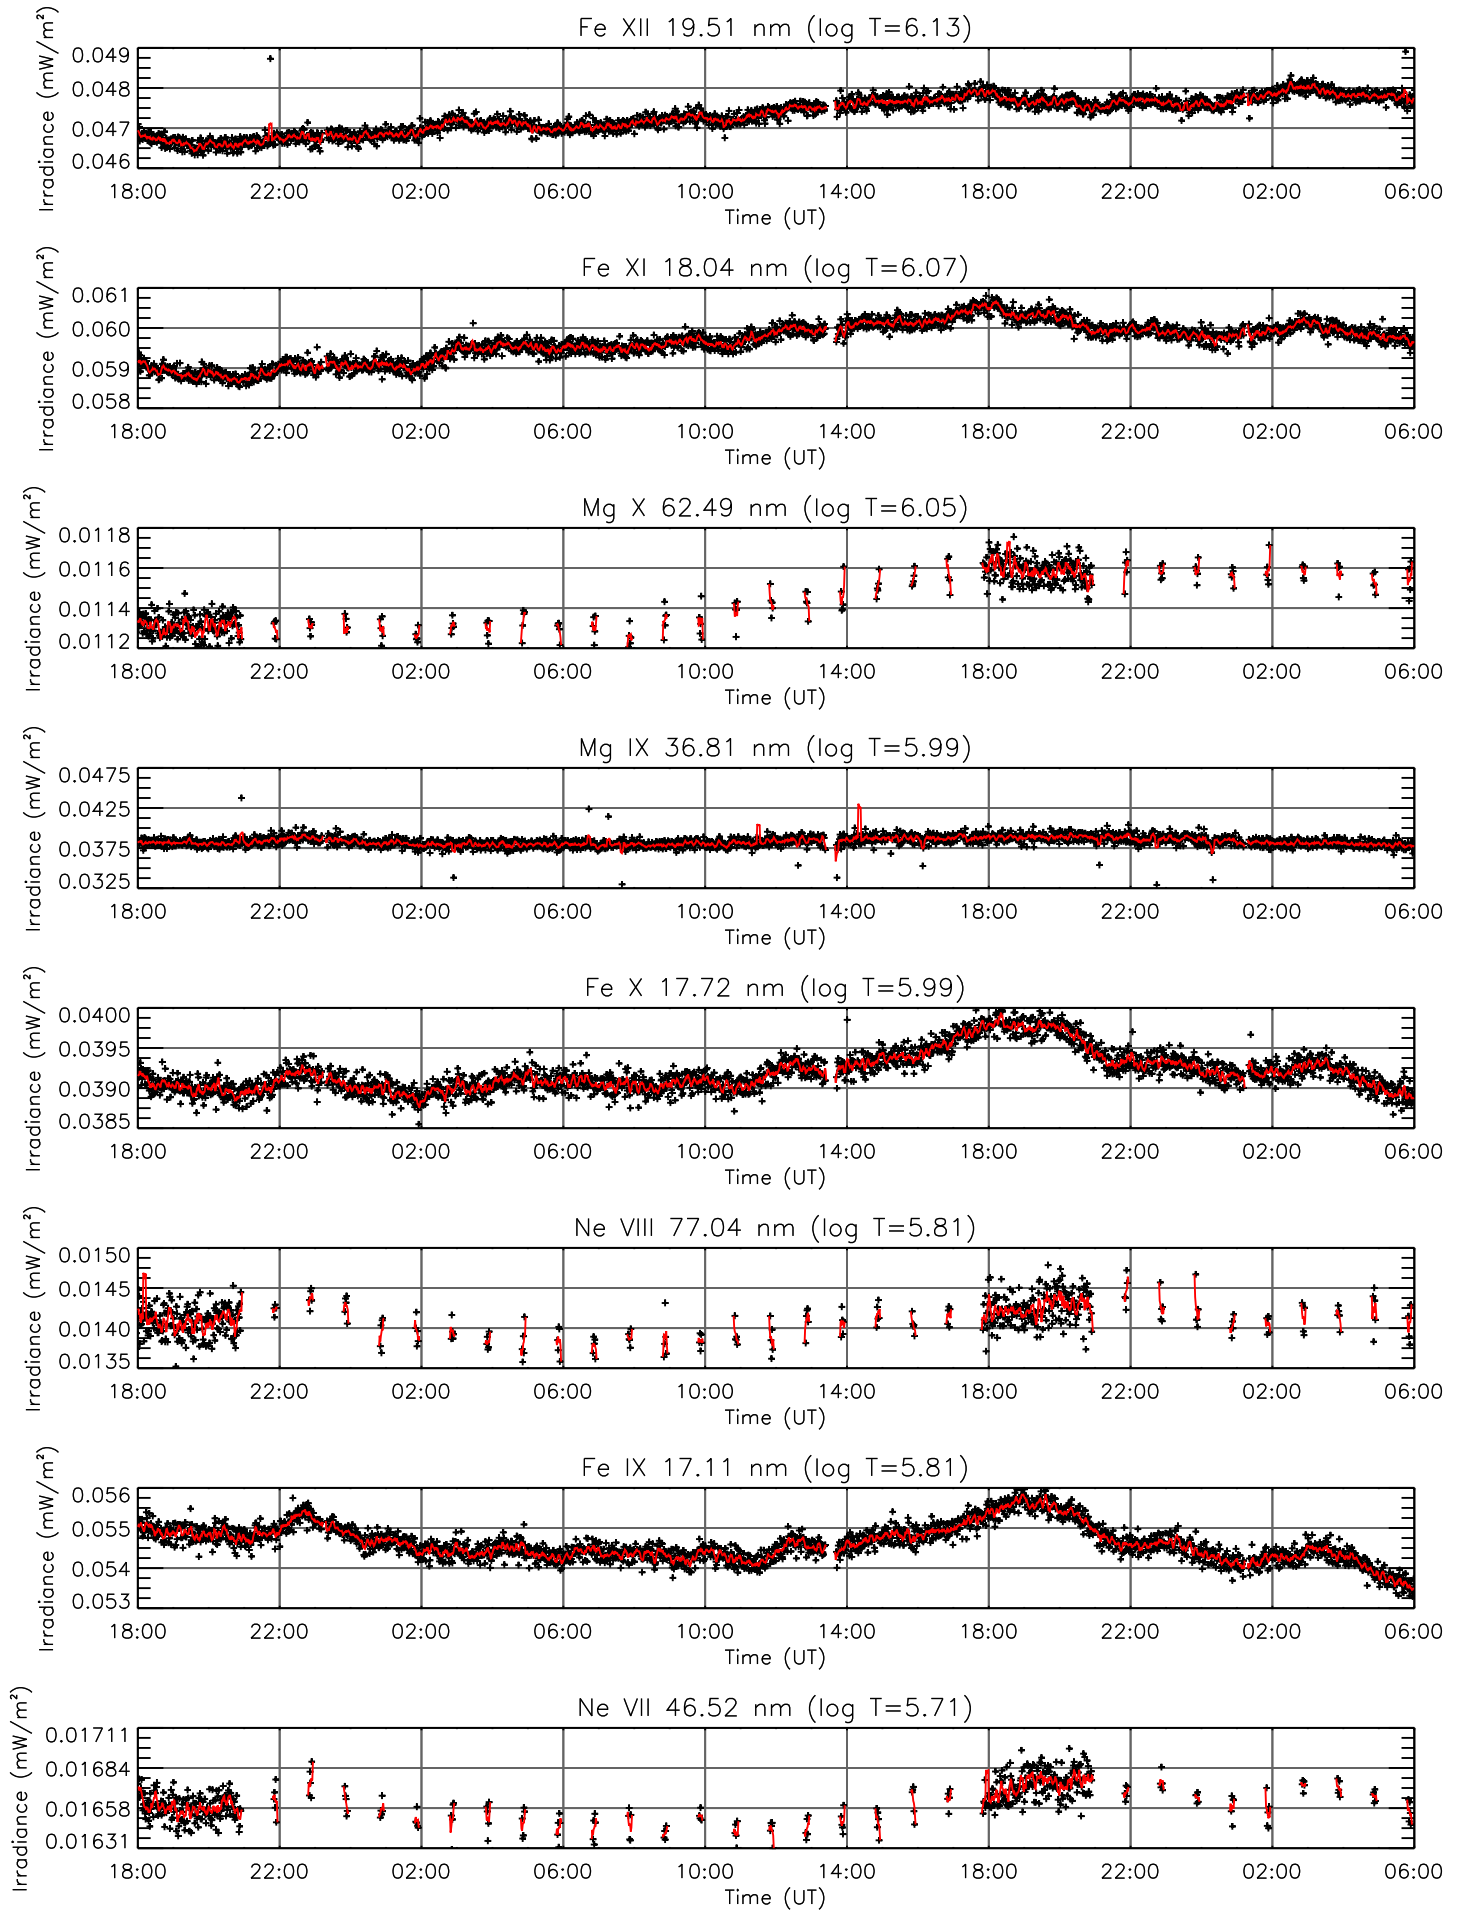 Fe XII 19.51 nm (log T=6.13)
Irradiance (mW/m²)
0.049
0.048
0.047
0.046
18:00 22:00 02:00 06:00 10:00 14:00 18:00 22:00 02:00 06:00
Time (UT)
Fe XI 18.04 nm (log T=6.07)
Irradiance (mW/m²)
0.061
0.060
0.059
0.058
18:00 22:00 02:00 06:00 10:00 14:00 18:00 22:00 02:00 06:00
Time (UT)
Mg X 62.49 nm (log T=6.05)
Irradiance (mW/m²)
0.0118
0.0116
0.0114
0.0112
18:00 22:00 02:00 06:00 10:00 14:00 18:00 22:00 02:00 06:00
Time (UT)
Mg IX 36.81 nm (log T=5.99)
Irradiance (mW/m²)
0.0475
0.0425
0.0375
0.0325
18:00 22:00 02:00 06:00 10:00 14:00 18:00 22:00 02:00 06:00
Time (UT)
Fe X 17.72 nm (log T=5.99)
Irradiance (mW/m²)
0.0400
0.0395
0.0390
0.0385
18:00 22:00 02:00 06:00 10:00 14:00 18:00 22:00 02:00 06:00
Time (UT)
Ne VIII 77.04 nm (log T=5.81)
Irradiance (mW/m²)
0.0150
0.0145
0.0140
0.0135
18:00 22:00 02:00 06:00 10:00 14:00 18:00 22:00 02:00 06:00
Time (UT)
Fe IX 17.11 nm (log T=5.81)
Irradiance (mW/m²)
0.056
0.055
0.054
0.053
18:00 22:00 02:00 06:00 10:00 14:00 18:00 22:00 02:00 06:00
Time (UT)
Ne VII 46.52 nm (log T=5.71)
Irradiance (mW/m²)
0.01711
0.01684
0.01658
0.01631
18:00 22:00 02:00 06:00 10:00 14:00 18:00 22:00 02:00 06:00
Time (UT)